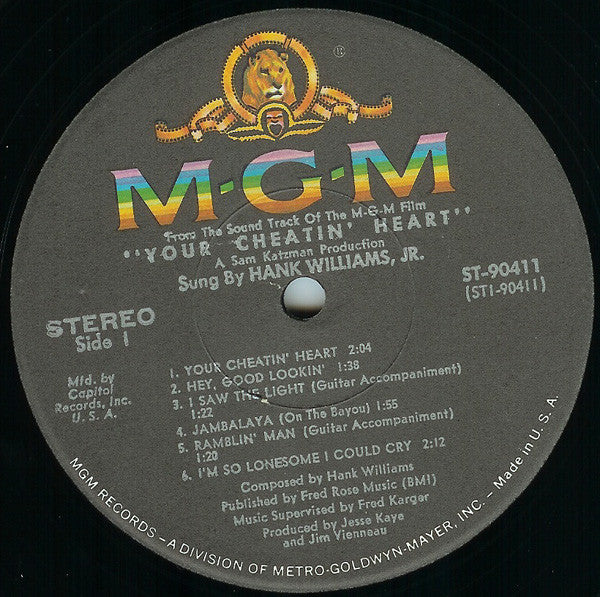 ®
M-G-M
From The Sound Track Of The M-G-M Film
"YOUR CHEATIN' HEART"
A Sam Katzman Production
Sung By HANK WILLIAMS, JR.
ST-90411
(ST1-90411)
STEREO
Side 1
Mfd. by
Capitol
Records, Inc.
U. S. A.
1. YOUR CHEATIN' HEART 2:04
2. HEY, GOOD LOOKIN' 1:38
3. I SAW THE LIGHT (Guitar Accompaniment)
1:22
4. JAMBALAYA (On The Bayou) 1:55
5. RAMBLIN' MAN (Guitar Accompaniment)
1:20
6. I'M SO LONESOME I COULD CRY 2:12
Composed by Hank Williams
Published by Fred Rose Music (BMI)
Music Supervised by Fred Karger
Produced by Jesse Kaye
and Jim Vienneau
MGM RECORDS – A DIVISION OF METRO-GOLDWYN-MAYER, INC. – Made in U. S. A.